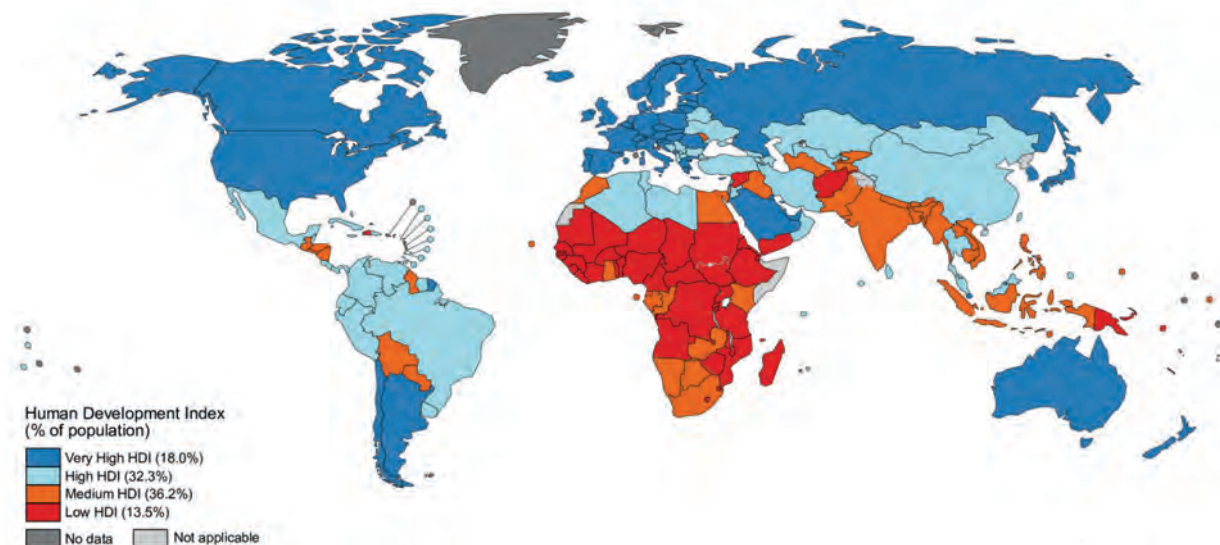 Human Development Index
(% of population)
Very High HDI (18.0%)
High HDI (32.3%)
Medium HDI (36.2%)
Low HDI (13.5%)
No data
Not applicable